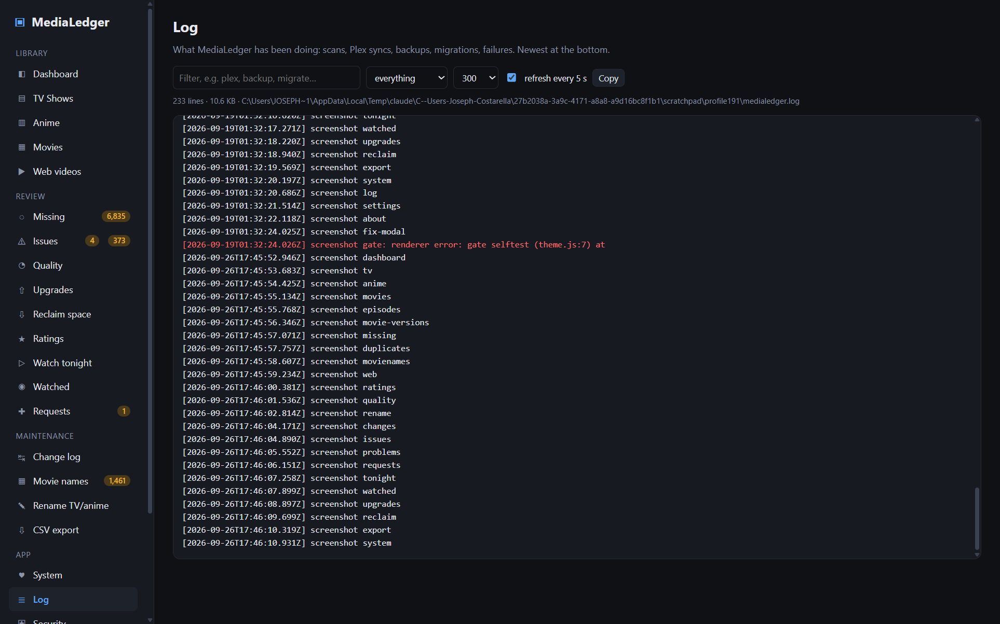 MediaLedger
LIBRARY
Dashboard
TV Shows
Anime
Movies
Web videos
REVIEW
Missing 6,835
Issues 4 373
Quality
Upgrades
Reclaim space
Ratings
Watch tonight
Watched
Requests 1
MAINTENANCE
Change log
Movie names 1,461
Rename TV/anime
CSV export
APP
System
Log
Security
Log
What MediaLedger has been doing: scans, Plex syncs, backups, migrations, failures. Newest at the bottom.
Filter, e.g. plex, backup, migrate... everything 300 refresh every 5 s Copy
233 lines · 10.6 KB · C:\Users\JOSEPH~1\AppData\Local\Temp\claude\C--Users-Joseph-Costarella\27b2038a-3a9c-4171-a8a8-a9d16bc8f1b1\scratchpad\profile191\medialedger.log
[2026-09-19T01:32:16.620Z] screenshot tonight
[2026-09-19T01:32:17.271Z] screenshot watched
[2026-09-19T01:32:18.220Z] screenshot upgrades
[2026-09-19T01:32:18.940Z] screenshot reclaim
[2026-09-19T01:32:19.569Z] screenshot export
[2026-09-19T01:32:20.197Z] screenshot system
[2026-09-19T01:32:20.686Z] screenshot log
[2026-09-19T01:32:21.514Z] screenshot settings
[2026-09-19T01:32:22.118Z] screenshot about
[2026-09-19T01:32:24.025Z] screenshot fix-modal
[2026-09-19T01:32:24.026Z] screenshot gate: renderer error: gate selftest (theme.js:7) at
[2026-09-26T17:45:52.946Z] screenshot dashboard
[2026-09-26T17:45:53.683Z] screenshot tv
[2026-09-26T17:45:54.425Z] screenshot anime
[2026-09-26T17:45:55.134Z] screenshot movies
[2026-09-26T17:45:55.768Z] screenshot episodes
[2026-09-26T17:45:56.346Z] screenshot movie-versions
[2026-09-26T17:45:57.071Z] screenshot missing
[2026-09-26T17:45:57.757Z] screenshot duplicates
[2026-09-26T17:45:58.607Z] screenshot movienames
[2026-09-26T17:45:59.234Z] screenshot web
[2026-09-26T17:46:00.381Z] screenshot ratings
[2026-09-26T17:46:01.536Z] screenshot quality
[2026-09-26T17:46:02.814Z] screenshot rename
[2026-09-26T17:46:04.171Z] screenshot changes
[2026-09-26T17:46:04.890Z] screenshot issues
[2026-09-26T17:46:05.552Z] screenshot problems
[2026-09-26T17:46:06.151Z] screenshot requests
[2026-09-26T17:46:07.258Z] screenshot tonight
[2026-09-26T17:46:07.899Z] screenshot watched
[2026-09-26T17:46:08.897Z] screenshot upgrades
[2026-09-26T17:46:09.699Z] screenshot reclaim
[2026-09-26T17:46:10.319Z] screenshot export
[2026-09-26T17:46:10.931Z] screenshot system